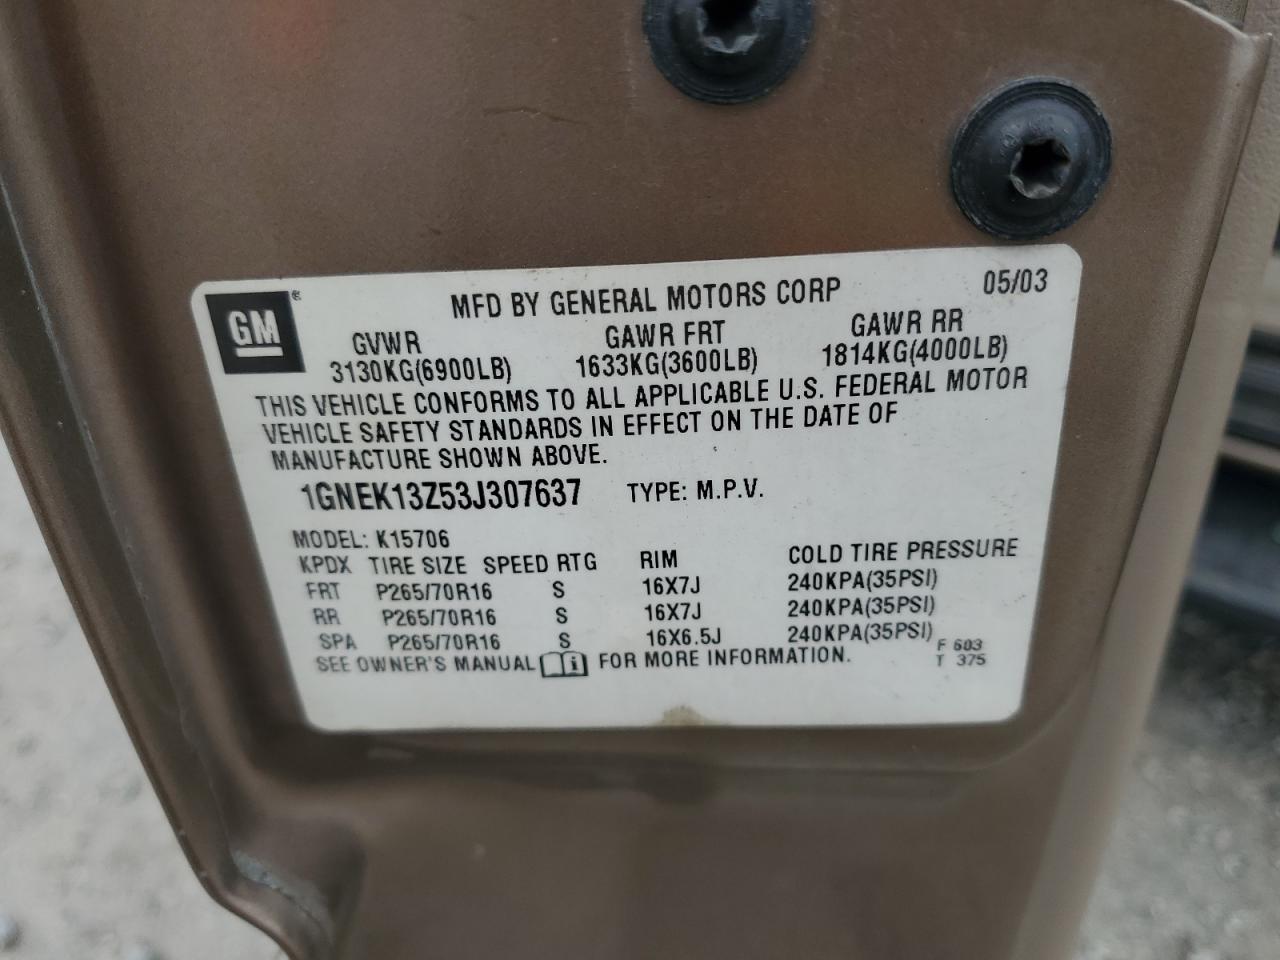 GM ® MFD BY GENERAL MOTORS CORP 05/03
GVWR GAWR FRT GAWR RR
3130KG(6900LB) 1633KG(3600LB) 1814KG(4000LB)
THIS VEHICLE CONFORMS TO ALL APPLICABLE U.S. FEDERAL MOTOR
VEHICLE SAFETY STANDARDS IN EFFECT ON THE DATE OF
MANUFACTURE SHOWN ABOVE.
1GNEK13Z53J307637 TYPE: M.P.V.
MODEL: K15706
KPDX TIRE SIZE SPEED RTG RIM COLD TIRE PRESSURE
FRT P265/70R16 S 16X7J 240KPA(35PSI)
RR P265/70R16 S 16X7J 240KPA(35PSI)
SPA P265/70R16 S 16X6.5J 240KPA(35PSI)
SEE OWNER'S MANUAL i FOR MORE INFORMATION.
F 603
T 375